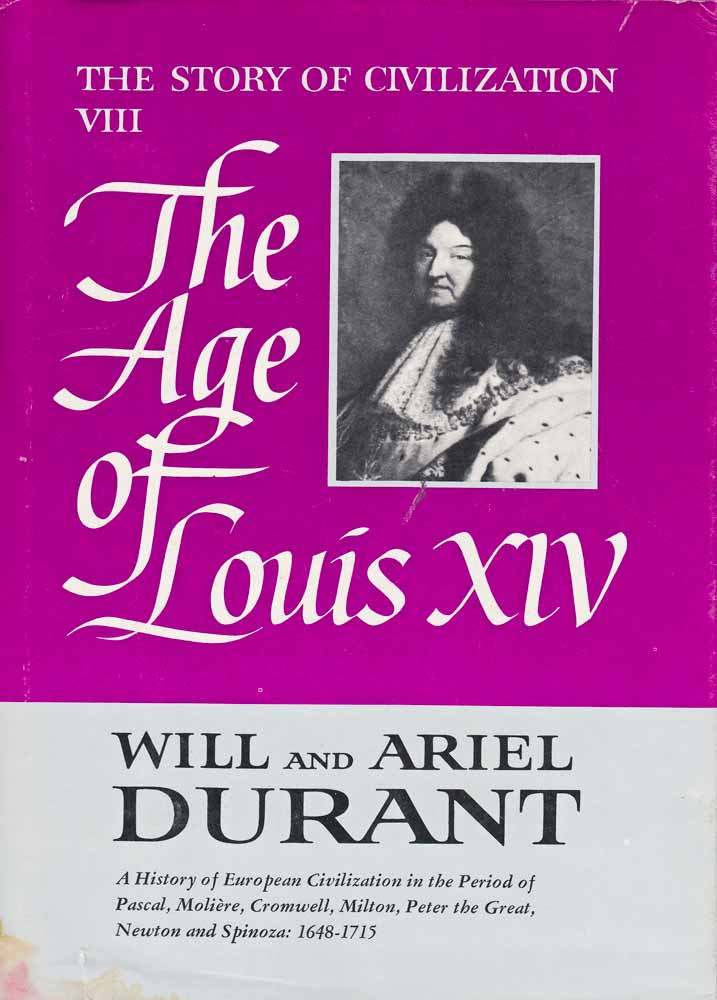 THE STORY OF CIVILIZATION
VIII
The
Age
of
Louis XIV
WILL AND ARIEL
DURANT
A History of European Civilization in the Period of
Pascal, Molière, Cromwell, Milton, Peter the Great,
Newton and Spinoza: 1648-1715